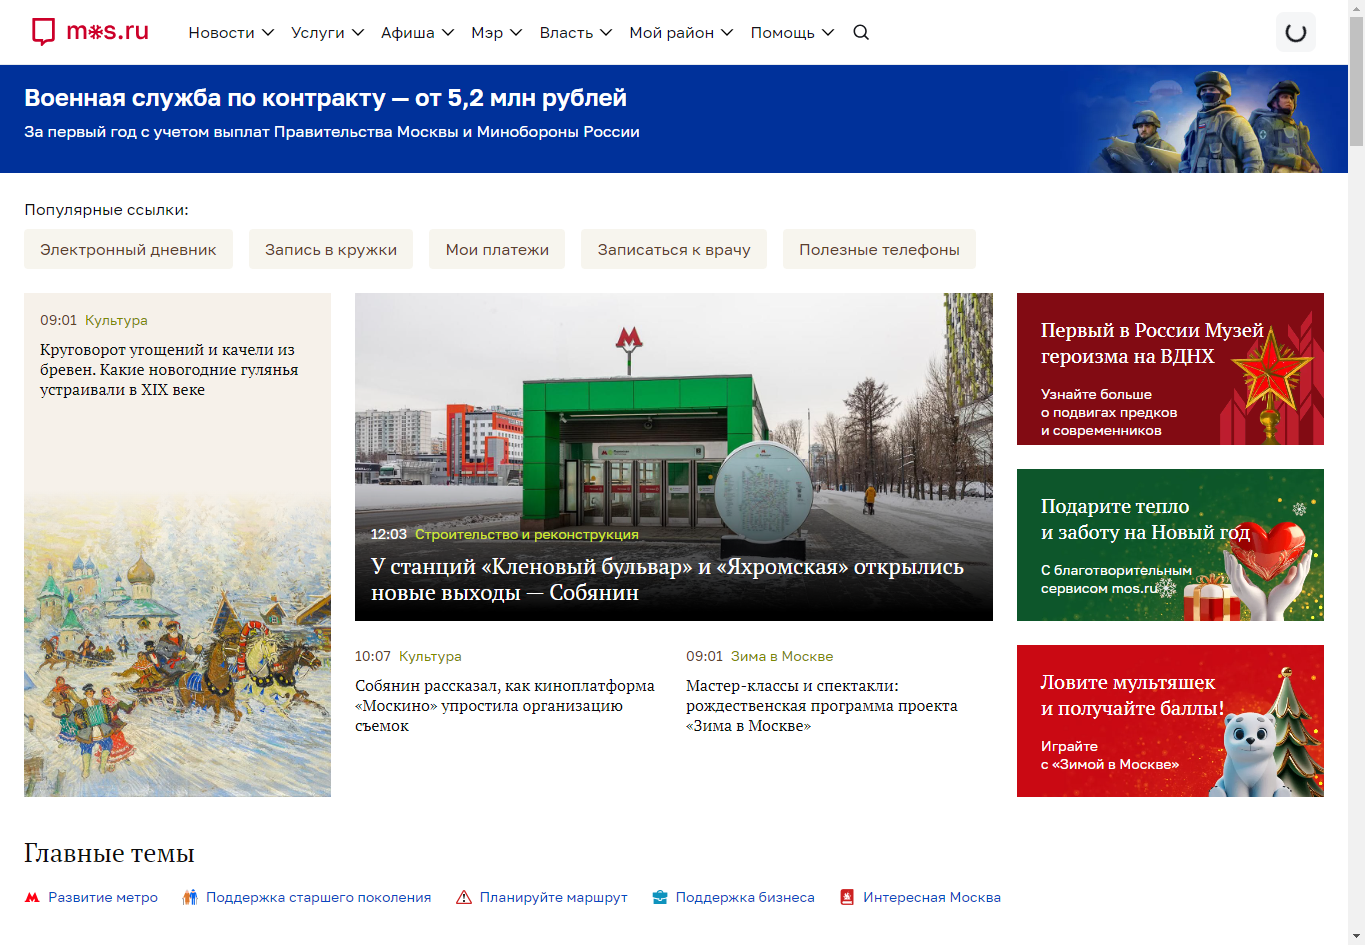 mos.ru
Новости
Услуги
Афиша
Мэр
Власть
Мой район
Помощь
Военная служба по контракту — от 5,2 млн рублей
За первый год с учетом выплат Правительства Москвы и Минобороны России
Популярные ссылки:
Электронный дневник
Запись в кружки
Мои платежи
Записаться к врачу
Полезные телефоны
09:01 Культура
Круговорот угощений и качели из
бревен. Какие новогодние гулянья
устраивали в XIX веке
12:03 Строительство и реконструкция
У станций «Кленовый бульвар» и «Яхромская» открылись
новые выходы — Собянин
10:07 Культура
Собянин рассказал, как киноплатформа
«Москино» упростила организацию
съемок
09:01 Зима в Москве
Мастер-классы и спектакли:
рождественская программа проекта
«Зима в Москве»
Первый в России Музей
героизма на ВДНХ
Узнайте больше
о подвигах предков
и современников
Подарите тепло
и заботу на Новый год
С благотворительным
сервисом mos.ru
Ловите мультяшек
и получайте баллы!
Играйте
с «Зимой в Москве»
Главные темы
Развитие метро
Поддержка старшего поколения
Планируйте маршрут
Поддержка бизнеса
Интересная Москва